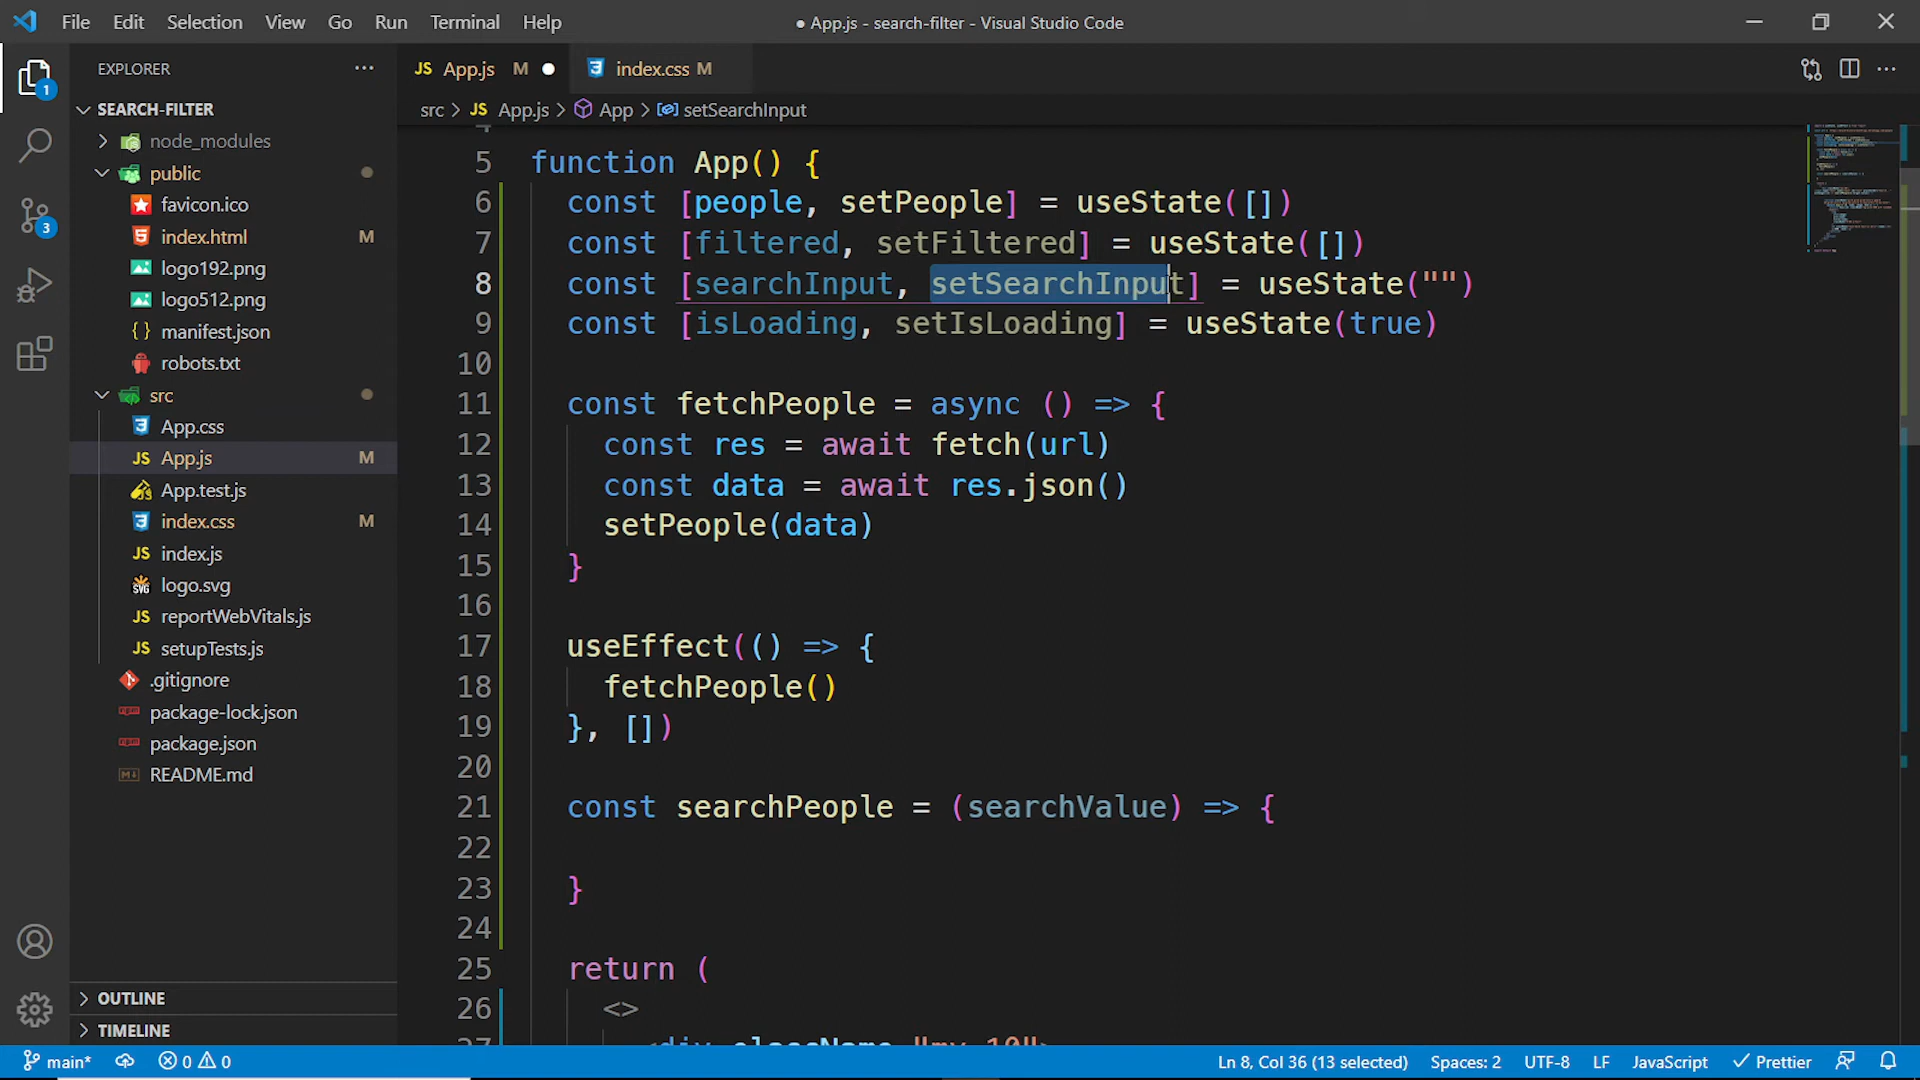 File Edit Selection View Go Run Terminal Help
● App.js - search-filter - Visual Studio Code
EXPLORER
SEARCH-FILTER
node_modules
public
favicon.ico
index.html M
logo192.png
logo512.png
manifest.json
robots.txt
src
App.css
App.js M
App.test.js
index.css M
index.js
logo.svg
reportWebVitals.js
setupTests.js
.gitignore
package-lock.json
package.json
README.md
OUTLINE
TIMELINE
1
3
JS App.js M
index.css M
src > JS App.js > App > setSearchInput
5 function App() {
6 const [people, setPeople] = useState([])
7 const [filtered, setFiltered] = useState([])
8 const [searchInput, setSearchInput] = useState("")
9 const [isLoading, setIsLoading] = useState(true)
10
11 const fetchPeople = async () => {
12 const res = await fetch(url)
13 const data = await res.json()
14 setPeople(data)
15 }
16
17 useEffect(() => {
18 fetchPeople()
19 }, [])
20
21 const searchPeople = (searchValue) => {
22
23 }
24
25 return (
26 <>
main* 0 0
Ln 8, Col 36 (13 selected) Spaces: 2 UTF-8 LF JavaScript Prettier